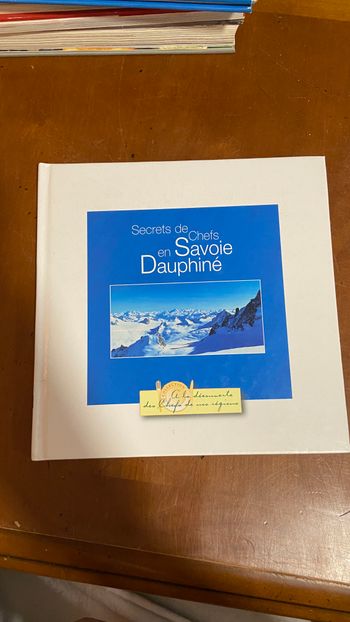 Secrets de
Chefs
en Savoie
Dauphiné
A la découverte
des Chefs de nos régions